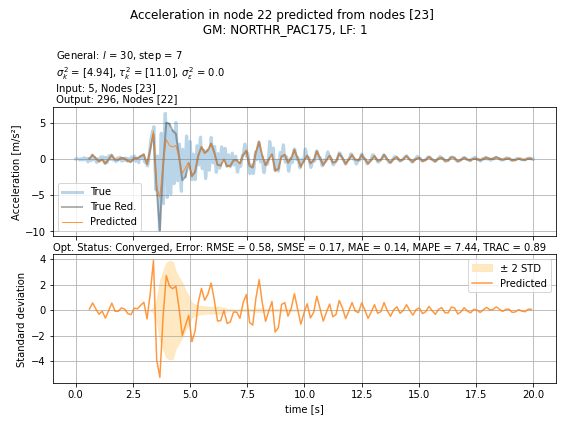 Acceleration in node 22 predicted from nodes [23]
GM: NORTHR_PAC175, LF: 1
General: l = 30, step = 7
σ²ₖ = [4.94], τ²ₖ = [11.0], σ²ε = 0.0
Input: 5, Nodes [23]
Output: 296, Nodes [22]
Acceleration [m/s²]
5
0
−5
−10
True
True Red.
Predicted
Opt. Status: Converged, Error: RMSE = 0.58, SMSE = 0.17, MAE = 0.14, MAPE = 7.44, TRAC = 0.89
Standard deviation
4
2
0
−2
−4
± 2 STD
Predicted
0.0 2.5 5.0 7.5 10.0 12.5 15.0 17.5 20.0
time [s]